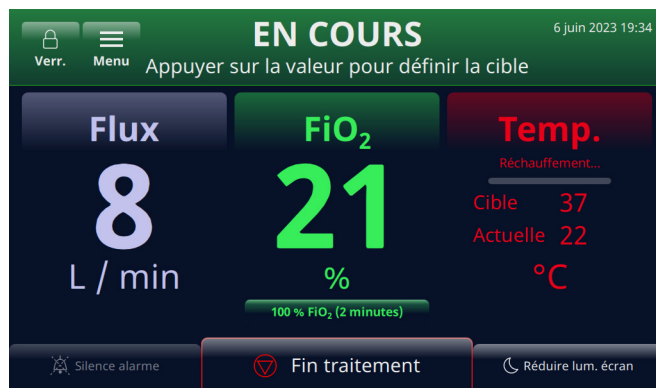 EN COURS
6 juin 2023 19:34
Verr.
Menu
Appuyer sur la valeur pour définir la cible
Flux
8
L / min
FiO₂
21
%
100 % FiO₂ (2 minutes)
Temp.
Réchauffement...
Cible 37
Actuelle 22
°C
Silence alarme
Fin traitement
Réduire lum. écran